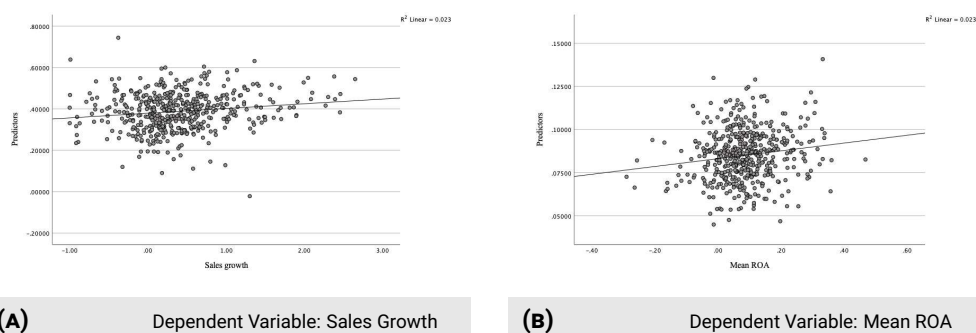 R² Linear = 0.023
.80000
.60000
.40000
.20000
.00000
-.20000
Predictors
-1.00 .00 1.00 2.00 3.00
Sales growth
(A) Dependent Variable: Sales Growth
R² Linear = 0.023
.15000
.12500
.10000
.07500
.05000
Predictors
-.40 -.20 .00 .20 .40 .60
Mean ROA
(B) Dependent Variable: Mean ROA